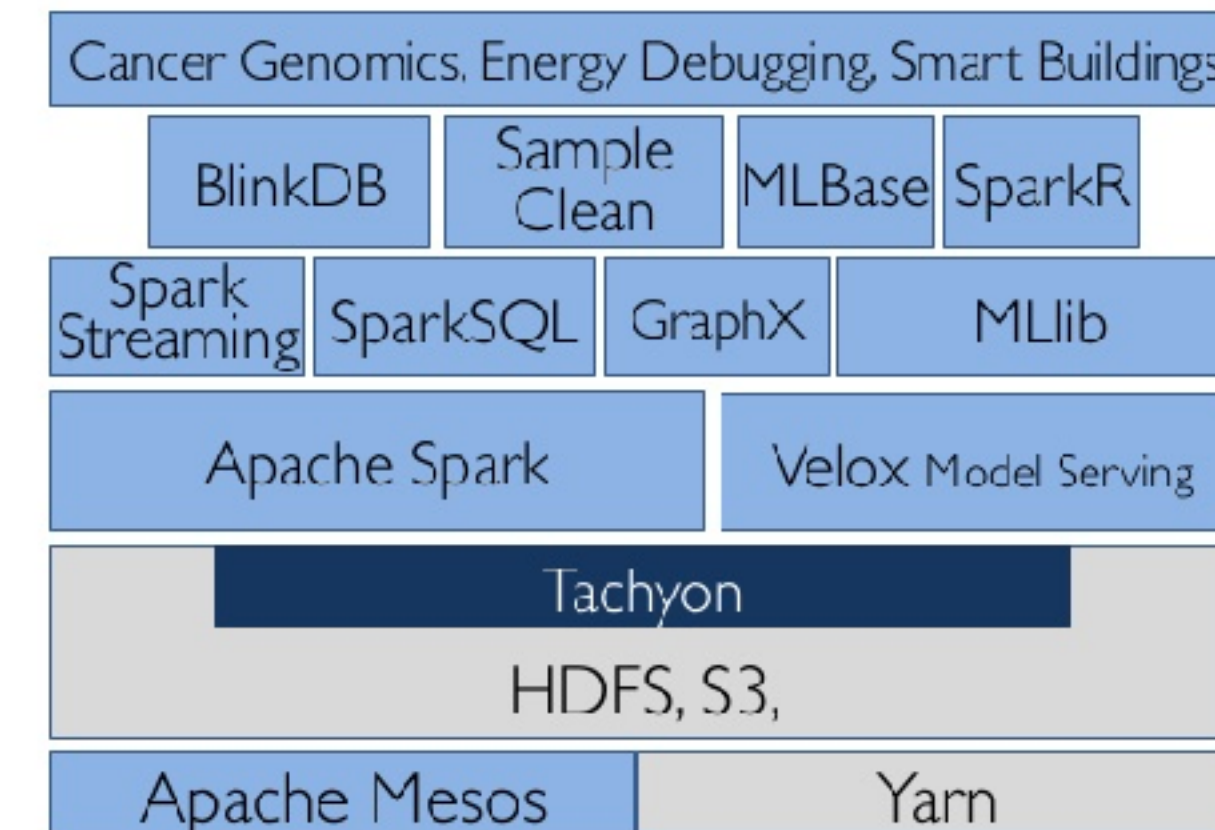 Cancer Genomics, Energy Debugging, Smart Buildings
BlinkDB
Sample
Clean
MLBase
SparkR
Spark
Streaming
SparkSQL
GraphX
MLlib
Apache Spark
Velox Model Serving
Tachyon
HDFS, S3,
Apache Mesos
Yarn